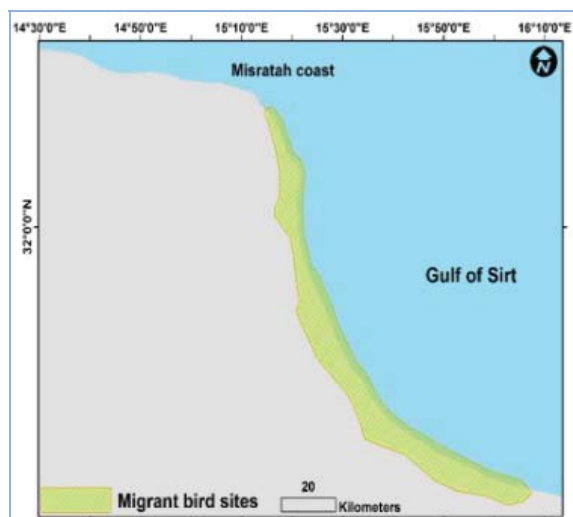 14°30'0"E 14°50'0"E 15°10'0"E 15°30'0"E 15°50'0"E 16°10'0"E
N
Misratah coast
32°0'0"N
Gulf of Sirt
Migrant bird sites
20
Kilometers